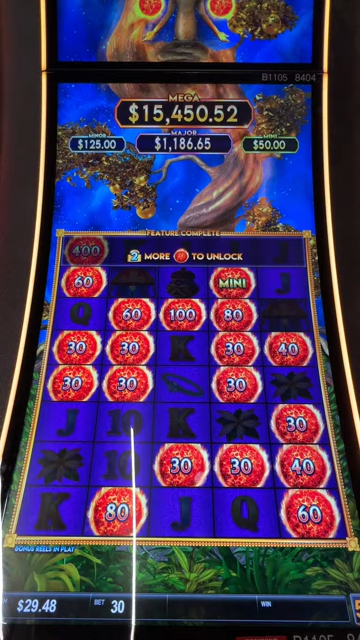 B1105 8404
MEGA
$15,450.52
MINOR
$125.00
MAJOR
$1,186.65
MINI
$50.00
FEATURE COMPLETE
400
2 MORE TO UNLOCK
60 MINI J
Q 60 100 80
30 30 K 30 40
30 30 30
J 10 K 30
10 30 30 40
K 80 J Q 60
BONUS REELS IN PLAY
$29.48 BET 30 WIN
B1105